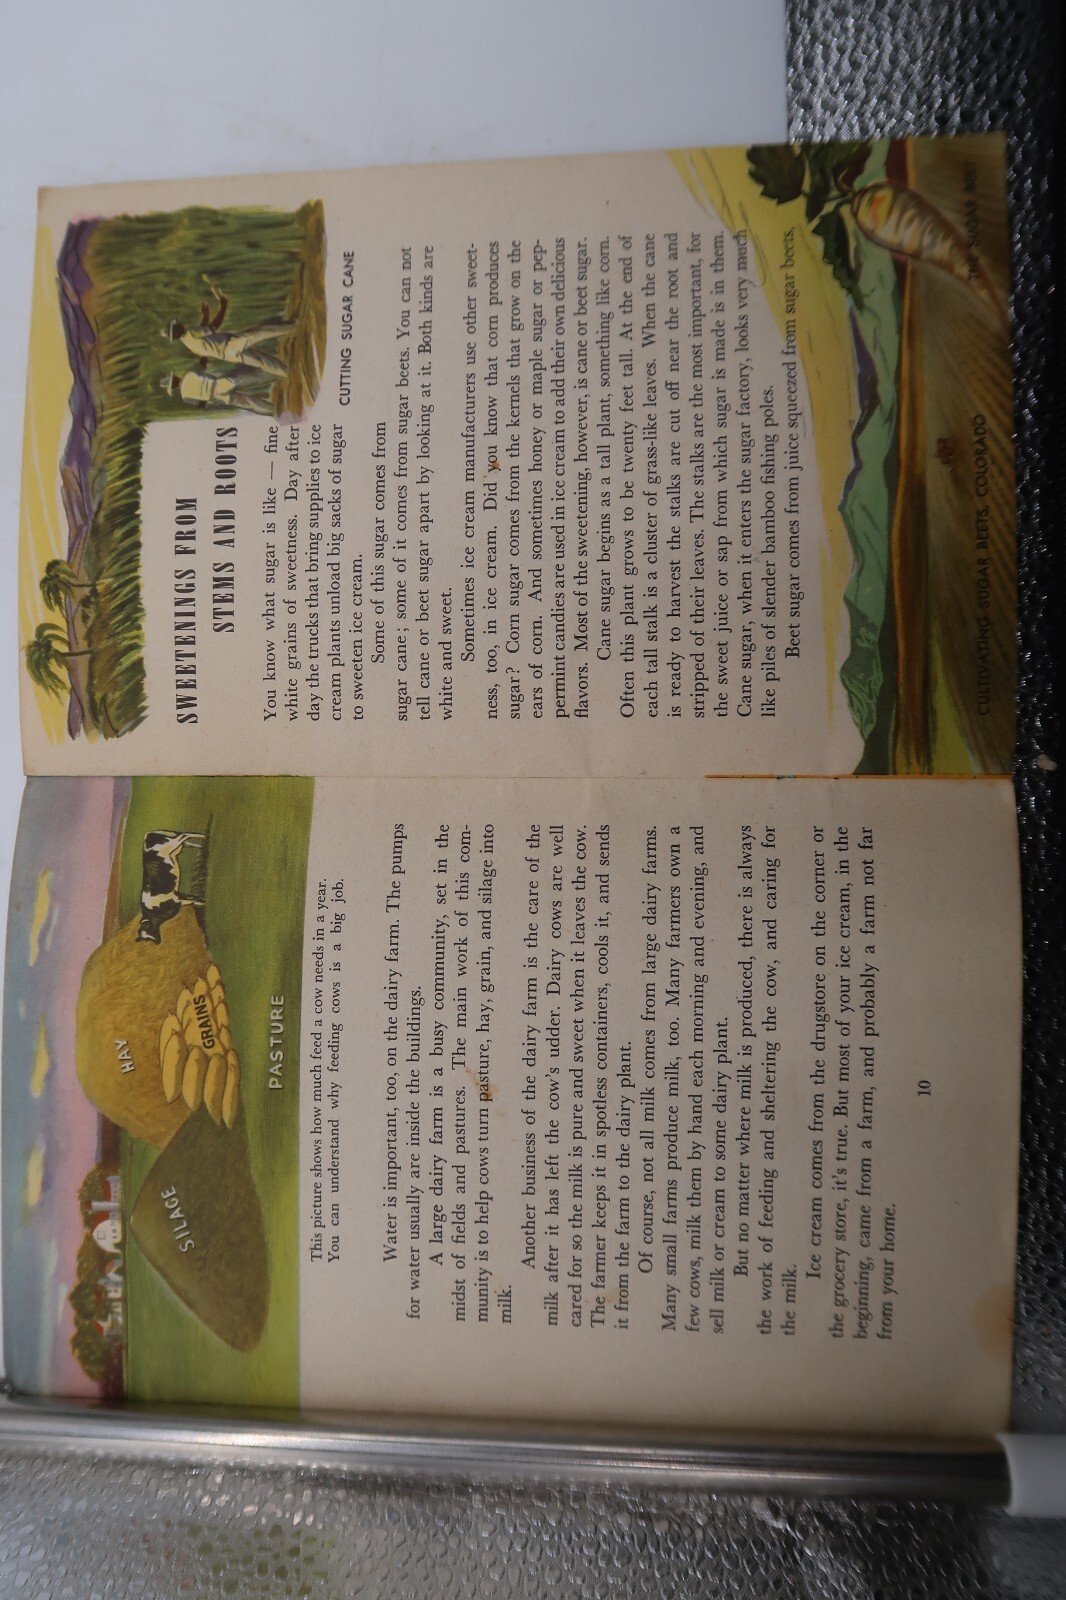 SILAGE
HAY
GRAINS
PASTURE
This picture shows how much feed a cow needs in a year.
You can understand why feeding cows is a big job.
Water is important, too, on the dairy farm. The pumps
for water usually are inside the buildings.
A large dairy farm is a busy community, set in the
midst of fields and pastures. The main work of this com-
munity is to help cows turn pasture, hay, grain, and silage into
milk.
Another business of the dairy farm is the care of the
milk after it has left the cow's udder. Dairy cows are well
cared for so the milk is pure and sweet when it leaves the cow.
The farmer keeps it in spotless containers, cools it, and sends
it from the farm to the dairy plant.
Of course, not all milk comes from large dairy farms.
Many small farms produce milk, too. Many farmers own a
few cows, milk them by hand each morning and evening, and
sell milk or cream to some dairy plant.
But no matter where milk is produced, there is always
the work of feeding and sheltering the cow, and caring for
the milk.
Ice cream comes from the drugstore on the corner or
the grocery store, it's true. But most of your ice cream, in the
beginning, came from a farm, and probably a farm not far
from your home.
10
SWEETENINGS FROM
STEMS AND ROOTS
You know what sugar is like — fine
white grains of sweetness. Day after
day the trucks that bring supplies to ice
cream plants unload big sacks of sugar
to sweeten ice cream.
CUTTING SUGAR CANE
Some of this sugar comes from
sugar cane; some of it comes from sugar beets. You can not
tell cane or beet sugar apart by looking at it. Both kinds are
white and sweet.
Sometimes ice cream manufacturers use other sweet-
ness, too, in ice cream. Did you know that corn produces
sugar? Corn sugar comes from the kernels that grow on the
ears of corn. And sometimes honey or maple sugar or pep-
permint candies are used in ice cream to add their own delicious
flavors. Most of the sweetening, however, is cane or beet sugar.
Cane sugar begins as a tall plant, something like corn.
Often this plant grows to be twenty feet tall. At the end of
each tall stalk is a cluster of grass-like leaves. When the cane
is ready to harvest the stalks are cut off near the root and
stripped of their leaves. The stalks are the most important, for
the sweet juice or sap from which sugar is made is in them.
Cane sugar, when it enters the sugar factory, looks very much
like piles of slender bamboo fishing poles.
Beet sugar comes from juice squeezed from sugar beets.
THE SUGAR BEET
CULTIVATING SUGAR BEETS, COLORADO